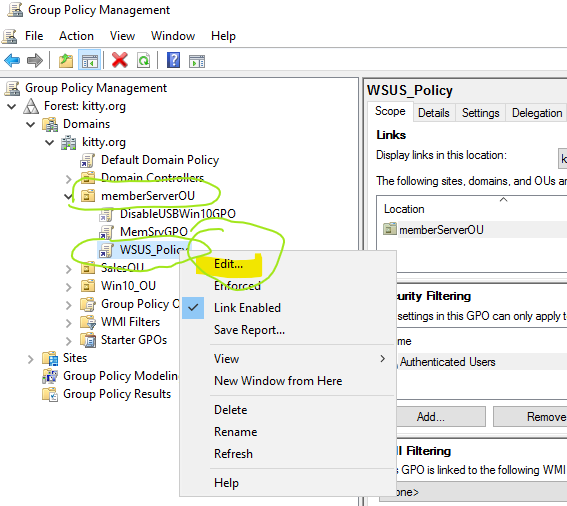 Group Policy Management
File Action View Window Help
Group Policy Management
Forest: kitty.org
Domains
kitty.org
Default Domain Policy
Domain Controllers
memberServerOU
DisableUSBWin10GPO
MemSrvGPO
WSUS_Policy
SalesOU
Win10_OU
Group Policy O
WMI Filters
Starter GPOs
Sites
Group Policy Modelin
Group Policy Results
Edit...
Enforced
Link Enabled
Save Report...
View
New Window from Here
Delete
Rename
Refresh
Help
WSUS_Policy
Scope Details Settings Delegation
Links
Display links in this location: k
The following sites, domains, and OUs ar
Location
memberServerOU
curity Filtering
settings in this GPO can only apply to
me
Authenticated Users
Add... Remove
I Filtering
s GPO is linked to the following WMI
one>